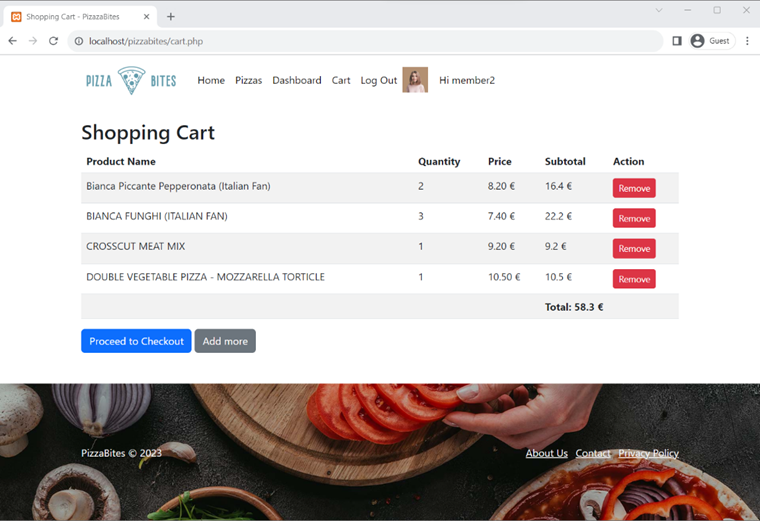 Shopping Cart - PizzaBites
localhost/pizzabites/cart.php
Guest
PIZZA BITES
Home Pizzas Dashboard Cart Log Out Hi member2
Shopping Cart
Product Name Quantity Price Subtotal Action
Bianca Piccante Pepperonata (Italian Fan) 2 8.20 € 16.4 € Remove
BIANCA FUNGHI (ITALIAN FAN) 3 7.40 € 22.2 € Remove
CROSSCUT MEAT MIX 1 9.20 € 9.2 € Remove
DOUBLE VEGETABLE PIZZA - MOZZARELLA TORTICLE 1 10.50 € 10.5 € Remove
Total: 58.3 €
Proceed to Checkout Add more
PizzaBites © 2023 About Us Contact Privacy Policy